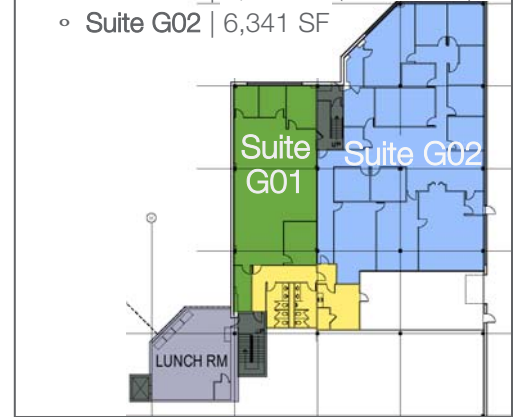 ° Suite G02 | 6,341 SF
Suite
G01
Suite G02
LUNCH RM